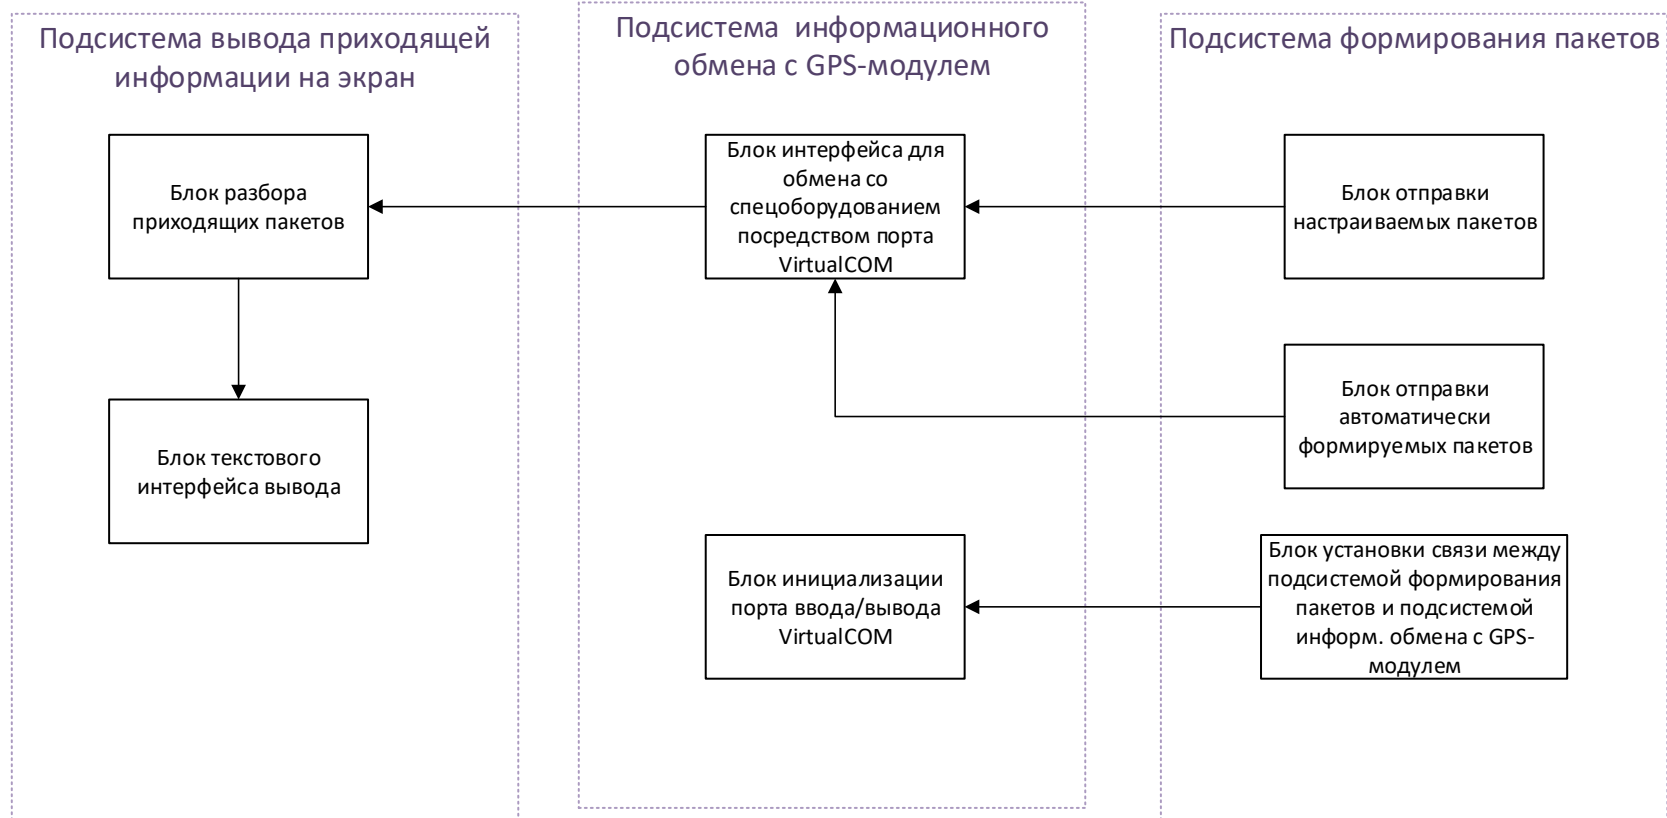 Подсистема вывода приходящей
информации на экран
Подсистема информационного
обмена с GPS-модулем
Подсистема формирования пакетов
Блок разбора
приходящих пакетов
Блок интерфейса для
обмена со
спецоборудованием
посредством порта
VirtualCOM
Блок отправки
настраиваемых пакетов
Блок отправки
автоматически
формируемых пакетов
Блок текстового
интерфейса вывода
Блок инициализации
порта ввода/вывода
VirtualCOM
Блок установки связи между
подсистемой формирования
пакетов и подсистемой
информ. обмена с GPS-
модулем